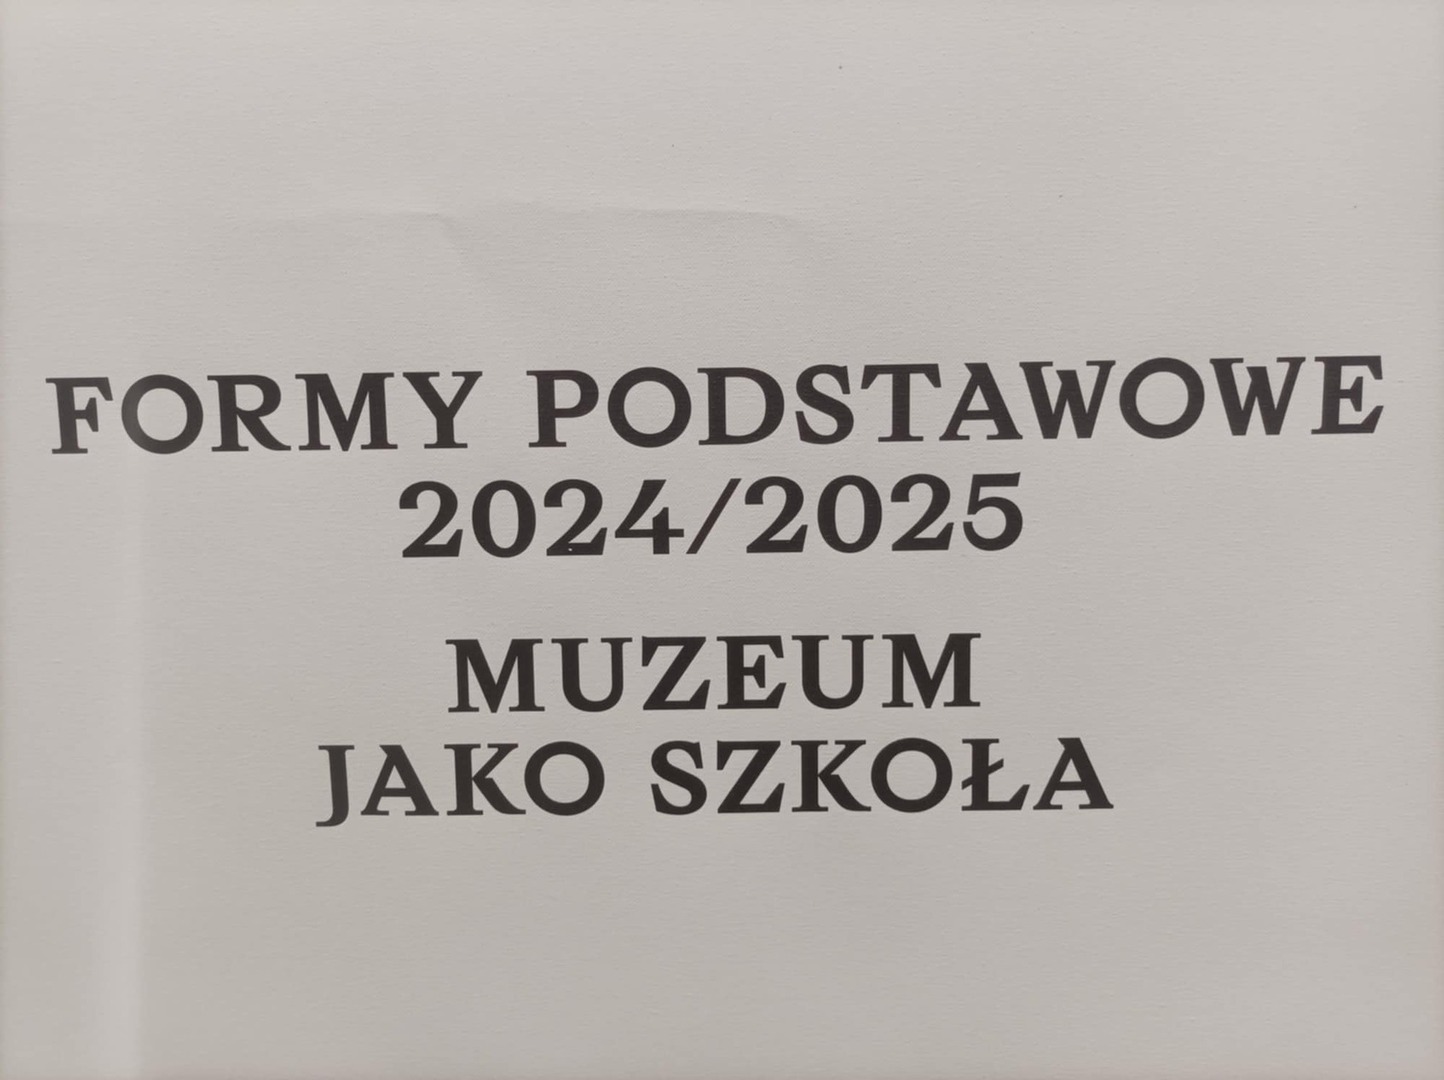 FORMY PODSTAWOWE
2024/2025
MUZEUM
JAKO SZKOŁA